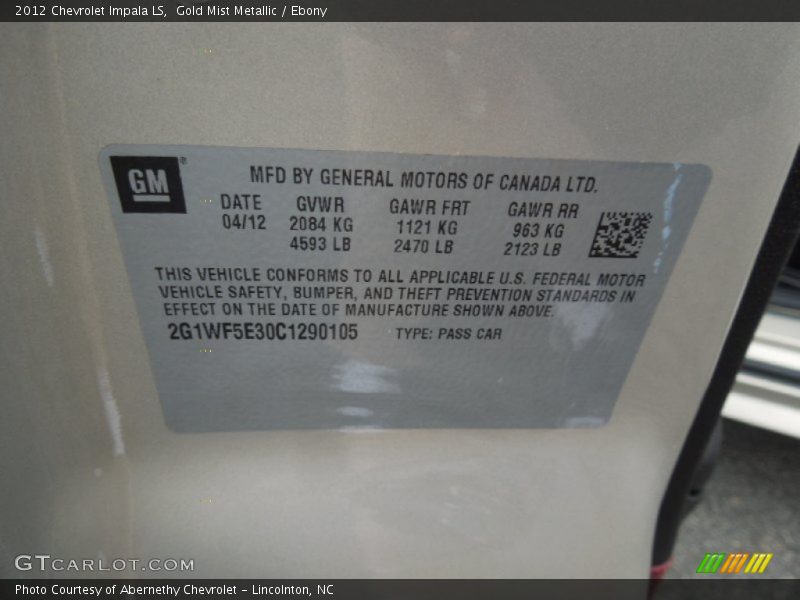 2012 Chevrolet Impala LS, Gold Mist Metallic / Ebony
GM®
MFD BY GENERAL MOTORS OF CANADA LTD.
DATE GVWR GAWR FRT GAWR RR
04/12 2084 KG 1121 KG 963 KG
4593 LB 2470 LB 2123 LB
THIS VEHICLE CONFORMS TO ALL APPLICABLE U.S. FEDERAL MOTOR
VEHICLE SAFETY, BUMPER, AND THEFT PREVENTION STANDARDS IN
EFFECT ON THE DATE OF MANUFACTURE SHOWN ABOVE.
2G1WF5E30C1290105 TYPE: PASS CAR
GTCARLOT.COM
Photo Courtesy of Abernethy Chevrolet - Lincolnton, NC